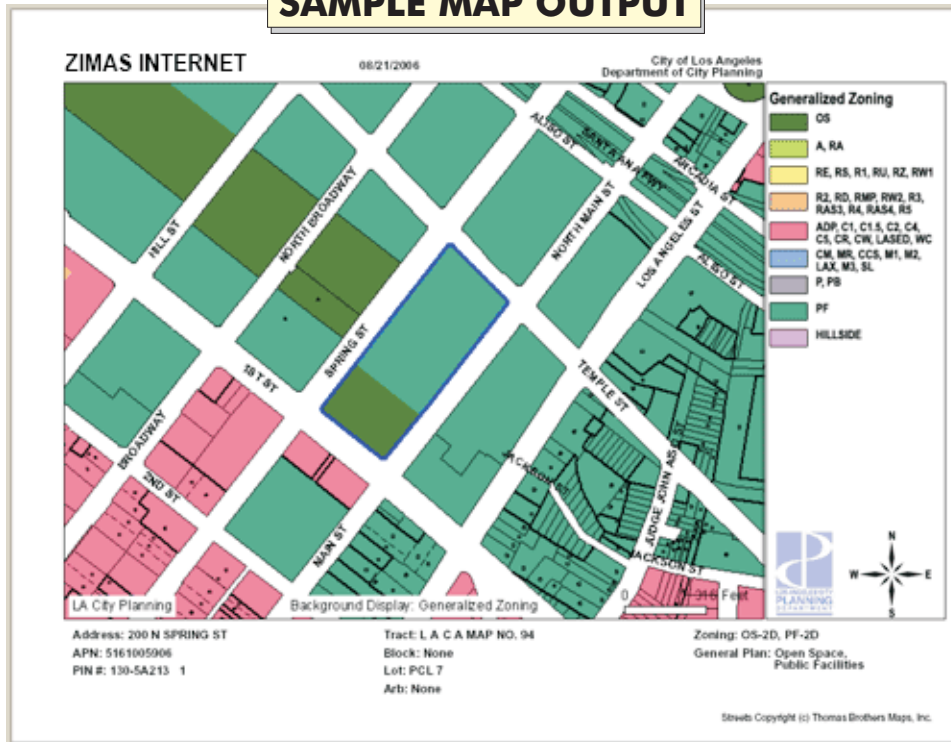 SAMPLE MAP OUTPUT
ZIMAS INTERNET
08/21/2006
City of Los Angeles
Department of City Planning
Generalized Zoning
OS
A, RA
RE, RS, R1, RU, RZ, RW1
R2, RD, RMP, RW2, R3,
RAS3, R4, RAS4, R5
ADP, C1, C1.5, C2, C4,
C5, CR, CW, LASED, WC
CM, MR, CCS, M1, M2,
LAX, M3, SL
P, PB
PF
HILLSIDE
ALISO ST
SANTA ANA FWY
ARCADIA ST
HILL ST
NORTH BROADWAY
NORTH MAIN ST
LOS ANGELES ST
ALISO ST
SPRING ST
1ST ST
TEMPLE ST
BROADWAY
2ND ST
MAIN ST
JACKSON ST
JUDGE JOHN AISO ST
JACKSON ST
N
W
E
S
LOS ANGELES CITY
PLANNING
DEPARTMENT
LA City Planning
Background Display: Generalized Zoning
0
316 Feet
Address: 200 N SPRING ST
APN: 5161005906
PIN #: 130-5A213 1
Tract: L A C A MAP NO. 94
Block: None
Lot: PCL 7
Arb: None
Zoning: OS-2D, PF-2D
General Plan: Open Space,
Public Facilities
Streets Copyright (c) Thomas Brothers Maps, Inc.